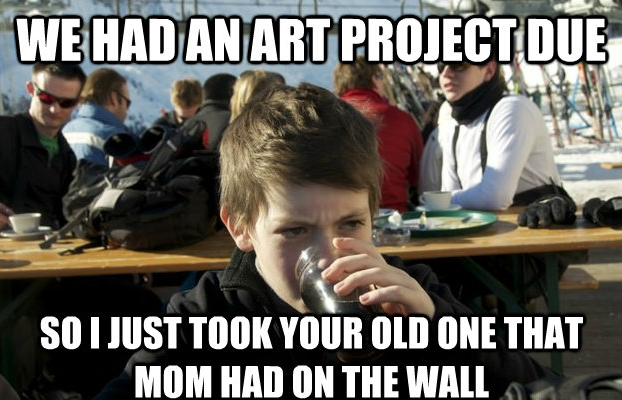 WE HAD AN ART PROJECT DUE
SO I JUST TOOK YOUR OLD ONE THAT
MOM HAD ON THE WALL